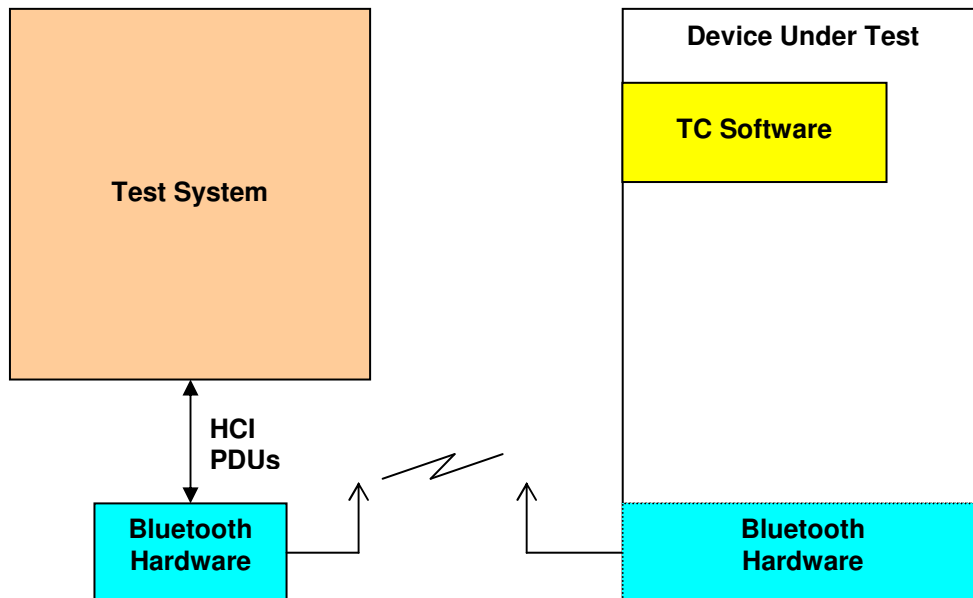 Device Under Test
TC Software
Test System
HCI
PDUs
Bluetooth
Hardware
Bluetooth
Hardware